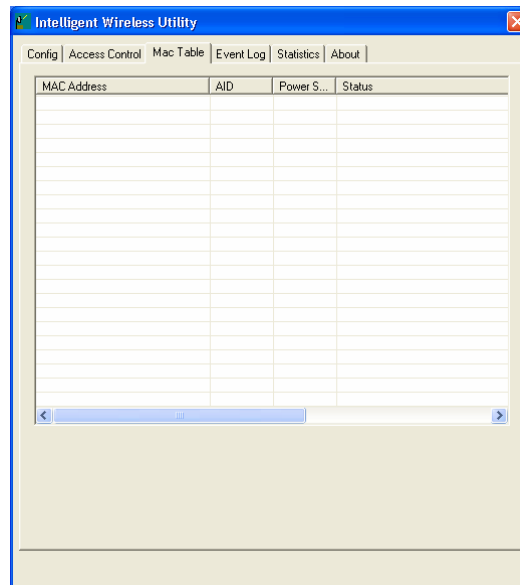 Intelligent Wireless Utility
Config Access Control Mac Table Event Log Statistics About
MAC Address AID Power S... Status